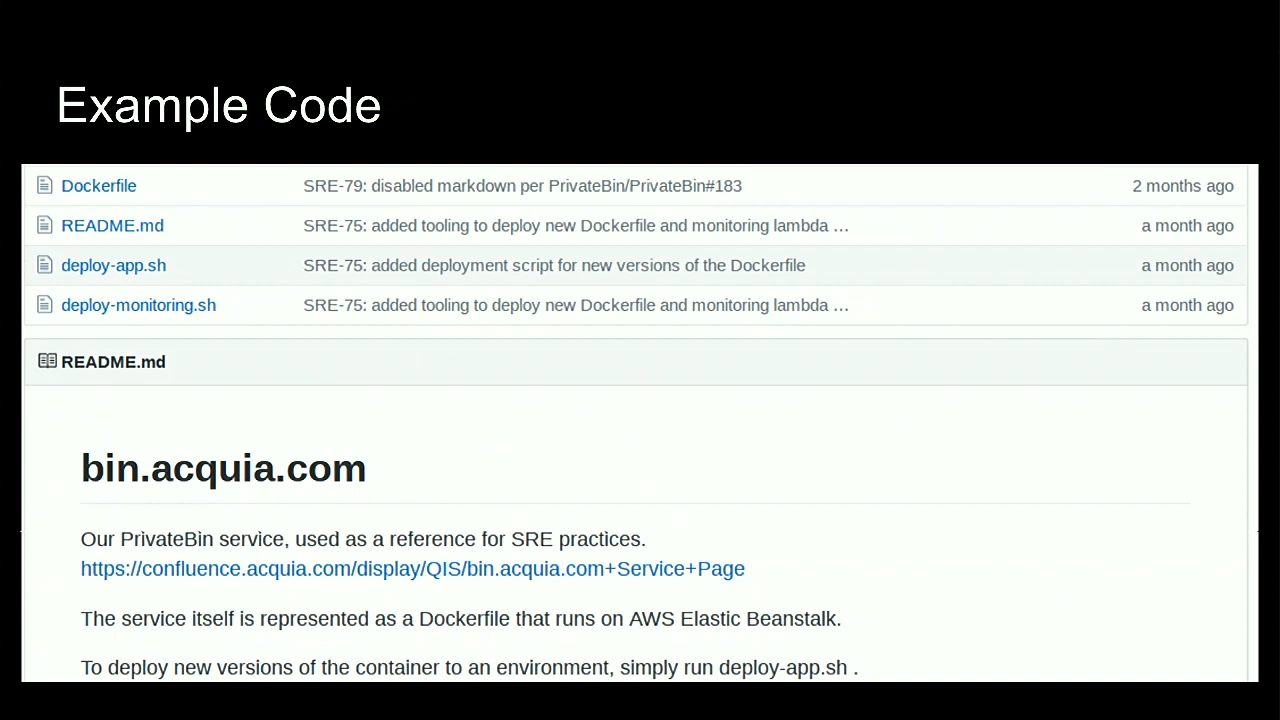 Example Code
Dockerfile SRE-79: disabled markdown per PrivateBin/PrivateBin#183 2 months ago
README.md SRE-75: added tooling to deploy new Dockerfile and monitoring lambda … a month ago
deploy-app.sh SRE-75: added deployment script for new versions of the Dockerfile a month ago
deploy-monitoring.sh SRE-75: added tooling to deploy new Dockerfile and monitoring lambda … a month ago
README.md
bin.acquia.com
Our PrivateBin service, used as a reference for SRE practices.
https://confluence.acquia.com/display/QIS/bin.acquia.com+Service+Page
The service itself is represented as a Dockerfile that runs on AWS Elastic Beanstalk.
To deploy new versions of the container to an environment, simply run deploy-app.sh .